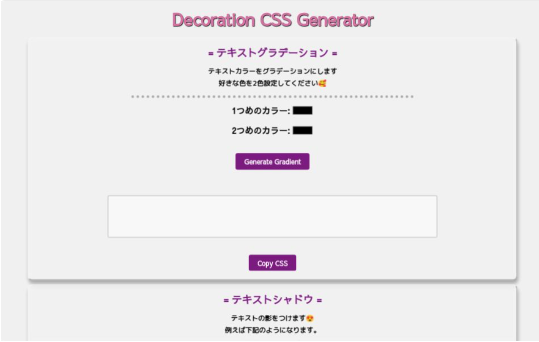 Decoration CSS Generator
= テキストグラデーション =
テキストカラーをグラデーションにします
好きな色を2色設定してください🥰
1つめのカラー:
2つめのカラー:
Generate Gradient
Copy CSS
= テキストシャドウ =
テキストの影をつけます😍
例えば下記のようになります。